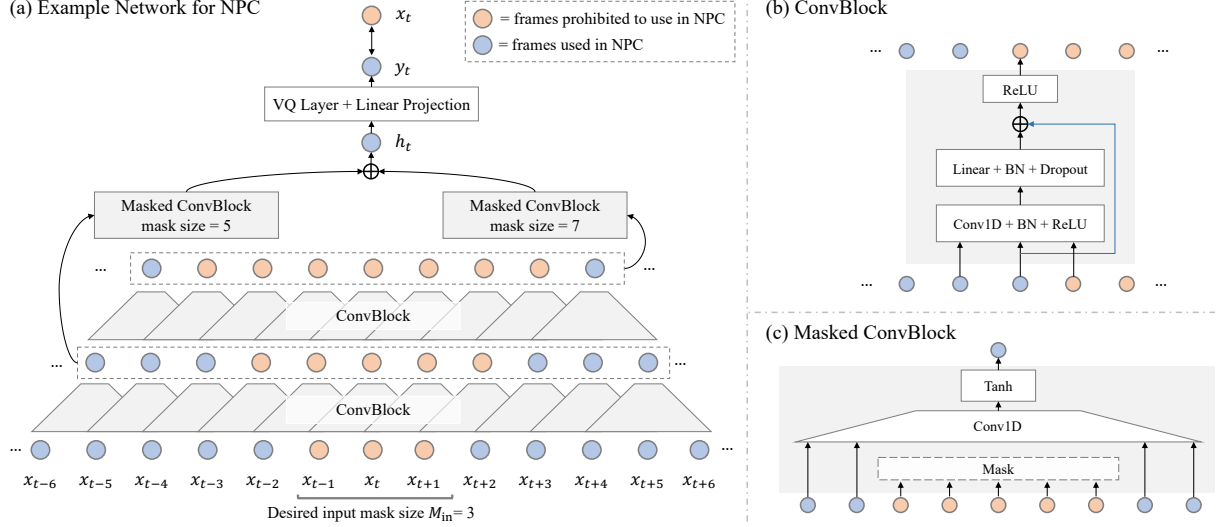 (a) Example Network for NPC
x_t
= frames prohibited to use in NPC
= frames used in NPC
y_t
VQ Layer + Linear Projection
h_t
Masked ConvBlock
mask size = 5
Masked ConvBlock
mask size = 7
... ...
ConvBlock
... ...
ConvBlock
... ...
x_{t-6} x_{t-5} x_{t-4} x_{t-3} x_{t-2} x_{t-1} x_t x_{t+1} x_{t+2} x_{t+3} x_{t+4} x_{t+5} x_{t+6}
Desired input mask size M_in = 3
(b) ConvBlock
... ...
ReLU
Linear + BN + Dropout
Conv1D + BN + ReLU
... ...
(c) Masked ConvBlock
Tanh
Conv1D
Mask